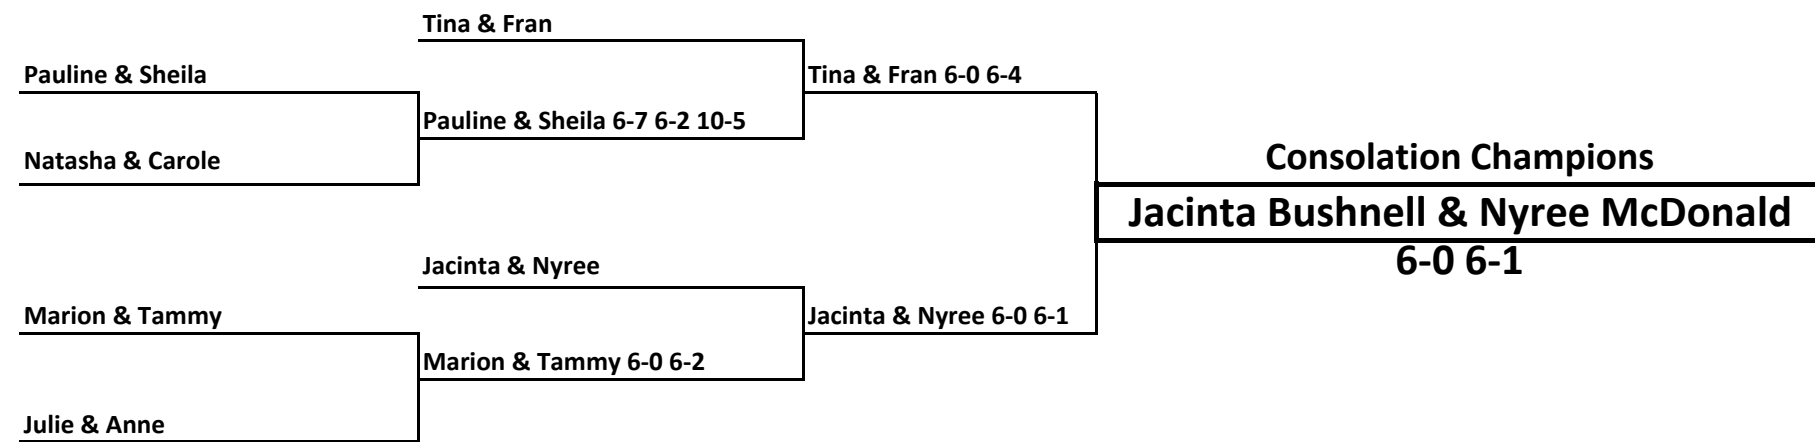 Tina & Fran
Pauline & Sheila
Tina & Fran 6-0 6-4
Pauline & Sheila 6-7 6-2 10-5
Natasha & Carole
Consolation Champions
Jacinta Bushnell & Nyree McDonald
6-0 6-1
Jacinta & Nyree
Marion & Tammy
Jacinta & Nyree 6-0 6-1
Marion & Tammy 6-0 6-2
Julie & Anne